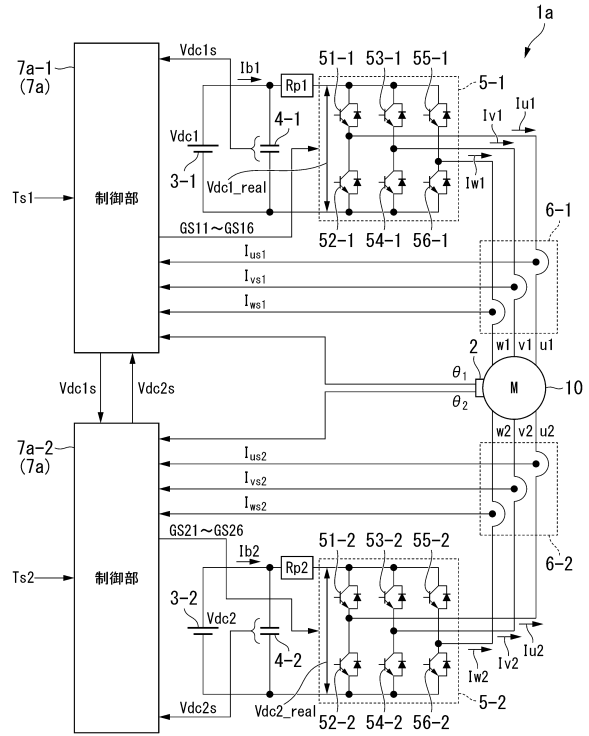 1a
7a-1
(7a)
Vdc1s
Ib1
Rp1
51-1
53-1
55-1
5-1
Iu1
Iv1
Iw1
Vdc1
4-1
3-1
Vdc1_real
Ts1
制御部
GS11～GS16
52-1
54-1
56-1
6-1
Ius1
Ivs1
Iws1
w1
v1
u1
2
θ1
θ2
M
10
Vdc1s
Vdc2s
7a-2
(7a)
w2
v2
u2
Ius2
Ivs2
Iws2
6-2
GS21～GS26
Ib2
Rp2
51-2
53-2
55-2
Ts2
制御部
3-2
Vdc2
4-2
Iu2
Iv2
Iw2
Vdc2s
Vdc2_real
52-2
54-2
56-2
5-2